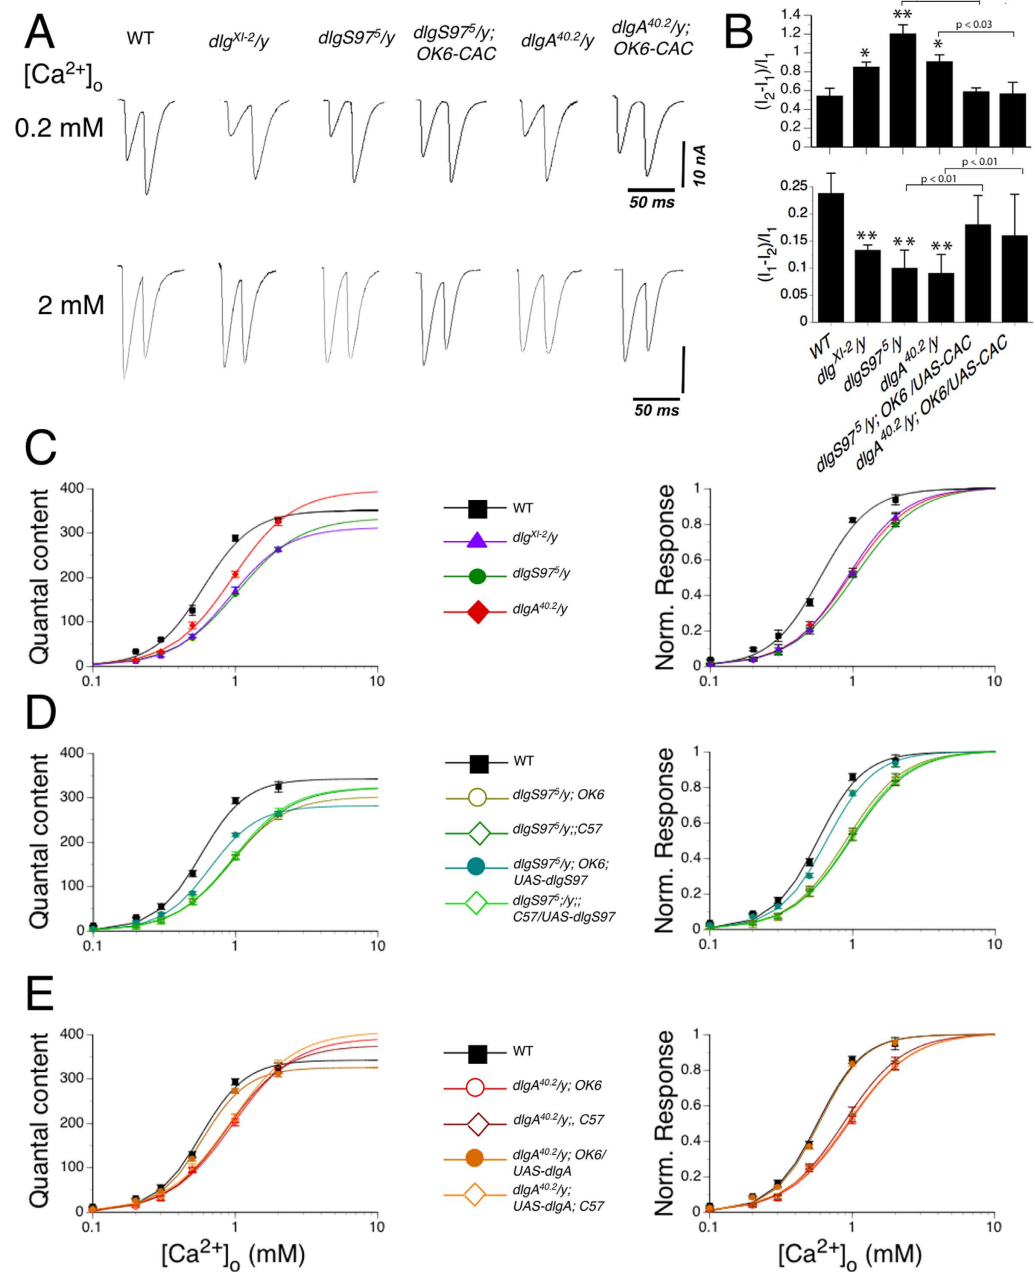 A
WT
dlgXI-2/y
dlgS975/y
dlgS975/y;
OK6-CAC
dlgA40.2/y
dlgA40.2/y;
OK6-CAC
[Ca2+]o
0.2 mM
10 nA
50 ms
2 mM
50 ms
B
(I2-I1)/I1
1.4
1.2
1
0.8
0.6
0.4
0.2
0
*
**
*
p < 0.03
(I1-I2)/I1
0.25
0.2
0.15
0.1
0.05
0
**
**
**
p < 0.01
p < 0.01
WT
dlgXI-2/y
dlgS975/y
dlgA40.2/y
dlgS975/y; OK6 /UAS-CAC
dlgA40.2/y; OK6/UAS-CAC
C
Quantal content
400
300
200
100
0
0.1
1
10
WT
dlgXI-2/y
dlgS975/y
dlgA40.2/y
Norm. Response
1
0.8
0.6
0.4
0.2
0
0.1
1
10
D
Quantal content
400
300
200
100
0
0.1
1
10
WT
dlgS975/y; OK6
dlgS975/y;;C57
dlgS975/y; OK6;
UAS-dlgS97
dlgS975;/y;;
C57/UAS-dlgS97
Norm. Response
1
0.8
0.6
0.4
0.2
0
0.1
1
10
E
Quantal content
400
300
200
100
0
0.1
1
10
[Ca2+]o (mM)
WT
dlgA40.2/y; OK6
dlgA40.2/y;, C57
dlgA40.2/y; OK6/
UAS-dlgA
dlgA40.2/y;
UAS-dlgA; C57
Norm. Response
1
0.8
0.6
0.4
0.2
0
0.1
1
10
[Ca2+]o (mM)